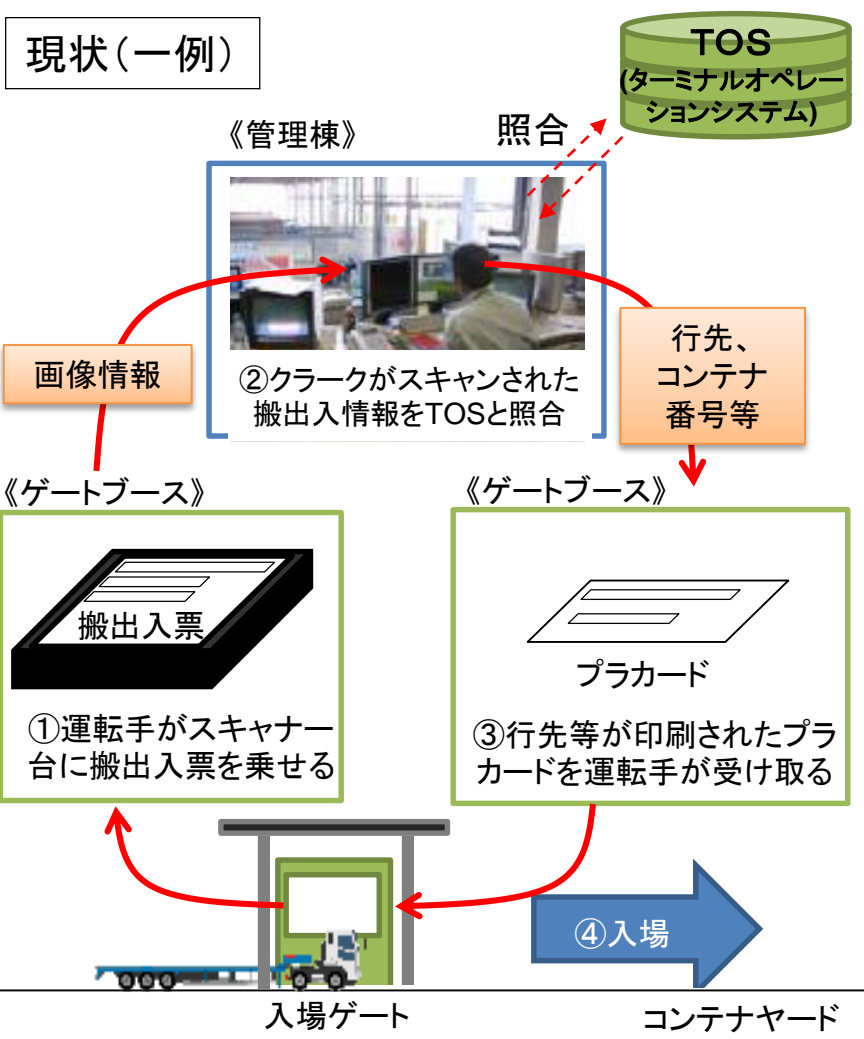 現状(一例)
TOS
(ターミナルオペレー
ションシステム)
《管理棟》
照合
画像情報
②クラークがスキャンされた
搬出入情報をTOSと照合
行先、
コンテナ
番号等
《ゲートブース》
搬出入票
①運転手がスキャナー
台に搬出入票を乗せる
《ゲートブース》
プラカード
③行先等が印刷されたプラ
カードを運転手が受け取る
④入場
入場ゲート
コンテナヤード